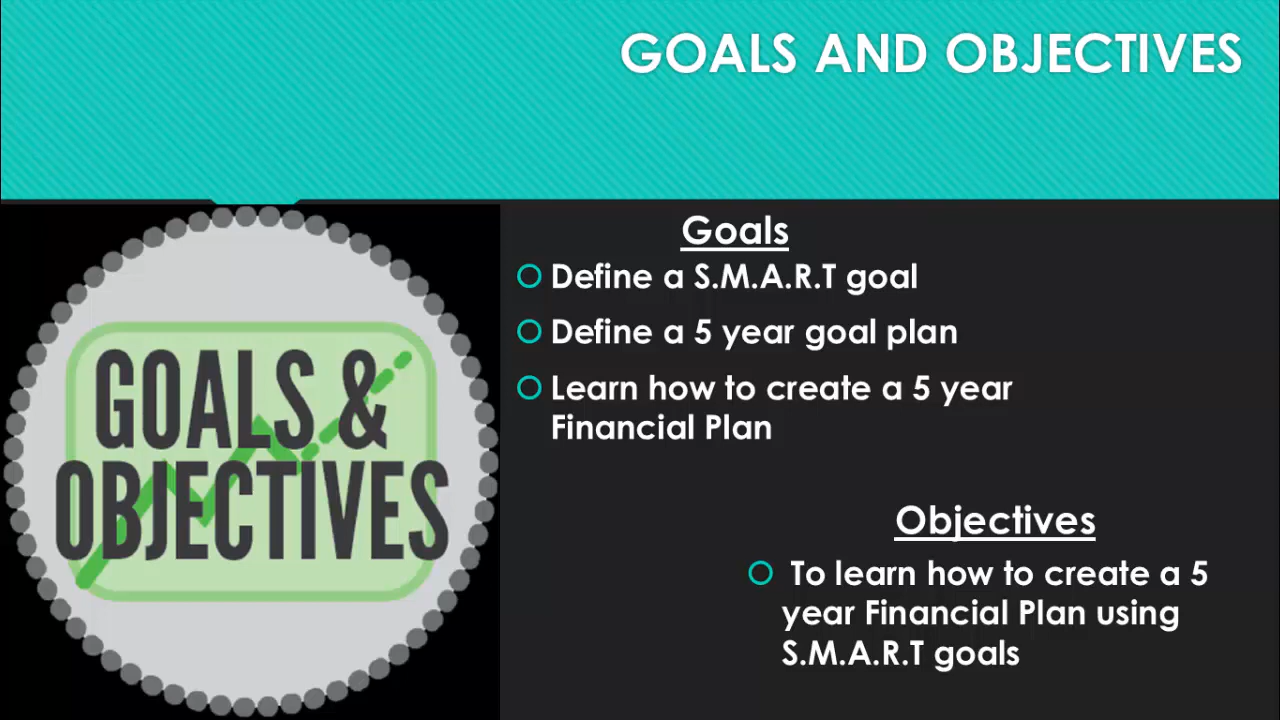 GOALS AND OBJECTIVES
GOALS &
OBJECTIVES
Goals
Define a S.M.A.R.T goal
Define a 5 year goal plan
Learn how to create a 5 year
Financial Plan
Objectives
To learn how to create a 5
year Financial Plan using
S.M.A.R.T goals